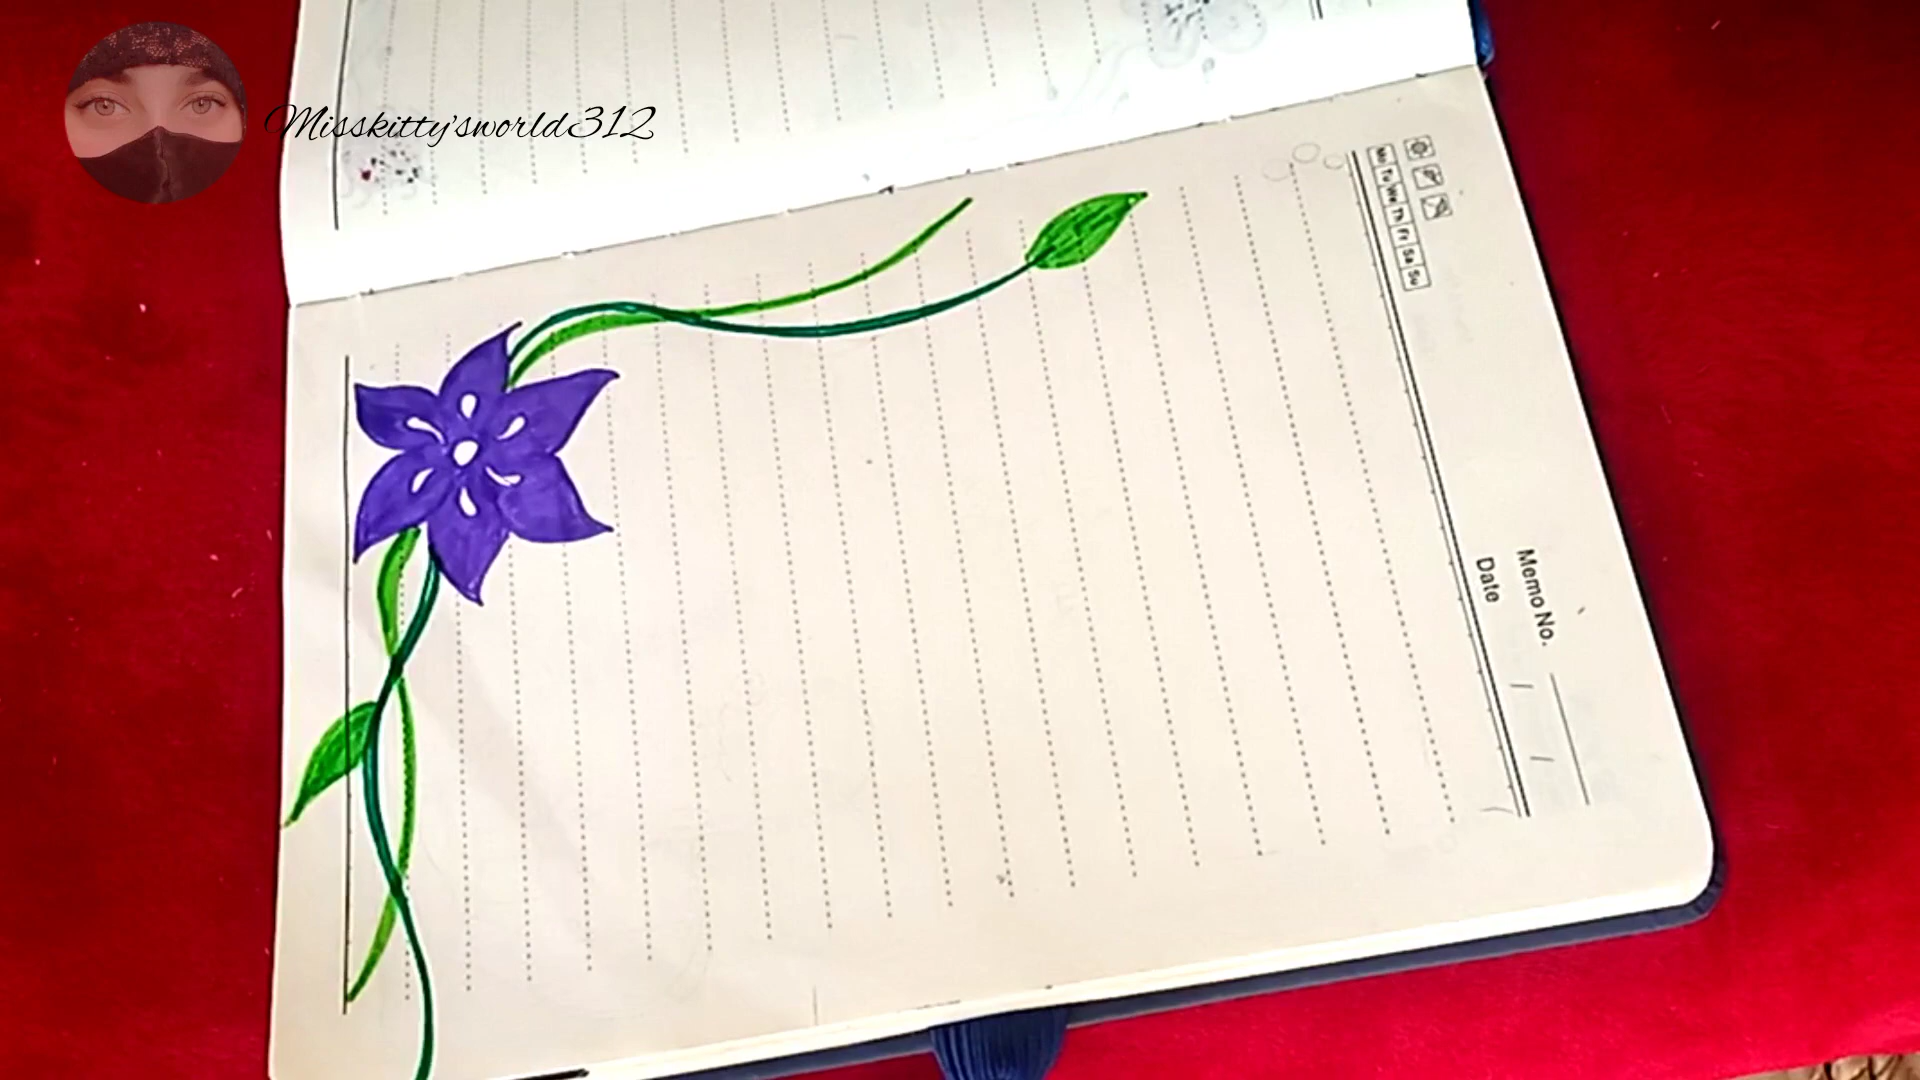 Misskitty'sworld312
Mo Tu We Th Fr Sa Su
Memo No.
Date / /